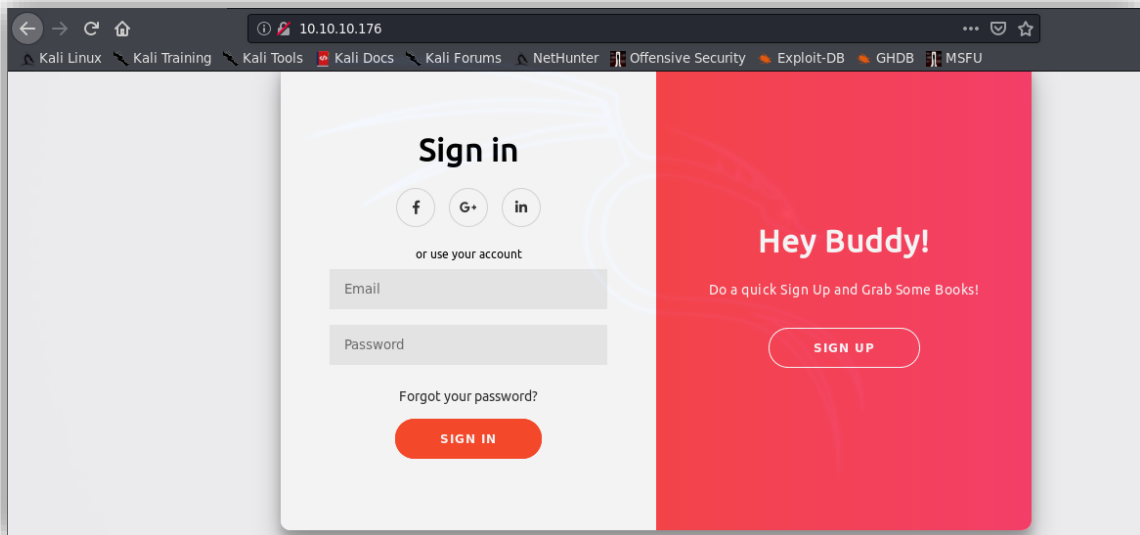 10.10.10.176
Kali Linux Kali Training Kali Tools Kali Docs Kali Forums NetHunter Offensive Security Exploit-DB GHDB MSFU
Sign in
f G+ in
or use your account
Email
Password
Forgot your password?
SIGN IN
Hey Buddy!
Do a quick Sign Up and Grab Some Books!
SIGN UP